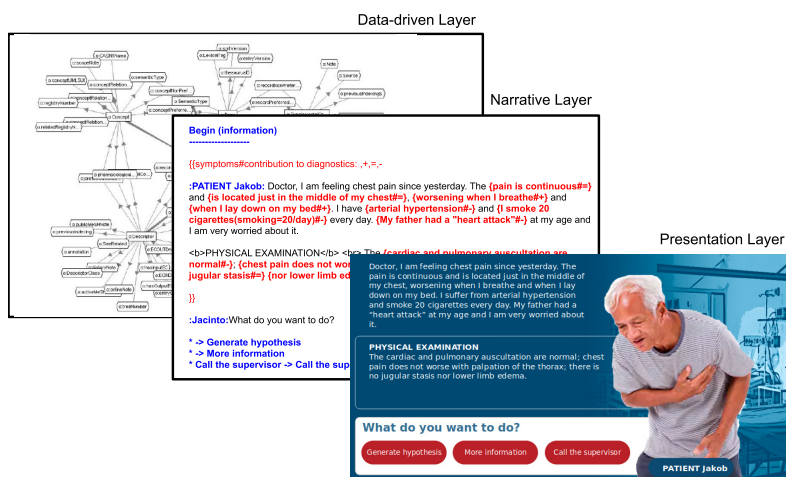 Data-driven Layer
Narrative Layer
Presentation Layer
Concept
Descriptor
Begin (information)
-------------------
{{symptoms#contribution to diagnostics: ,+,=,-
:PATIENT Jakob: Doctor, I am feeling chest pain since yesterday. The {pain is continuous#=}
and {is located just in the middle of my chest#=}, {worsening when I breathe#+} and
{when I lay down on my bed#+}. I have {arterial hypertension#-} and {I smoke 20
cigarettes(smoking=20/day)#-} every day. {My father had a "heart attack"#-} at my age and
I am very worried about it.
<b>PHYSICAL EXAMINATION</b> <br> The {cardiac and pulmonary auscultation are
normal#-}; {chest pain does not wor
jugular stasis#=} {nor lower limb ed
}}
:Jacinto:What do you want to do?
* -> Generate hypothesis
* -> More information
* Call the supervisor -> Call the sup
Doctor, I am feeling chest pain since yesterday. The
pain is continuous and is located just in the middle of
my chest, worsening when I breathe and when I lay
down on my bed. I suffer from arterial hypertension
and smoke 20 cigarettes every day. My father had a
"heart attack" at my age and I am very worried about
it.
PHYSICAL EXAMINATION
The cardiac and pulmonary auscultation are normal; chest
pain does not worse with palpation of the thorax; there is
no jugular stasis nor lower limb edema.
What do you want to do?
Generate hypothesis
More information
Call the supervisor
PATIENT Jakob